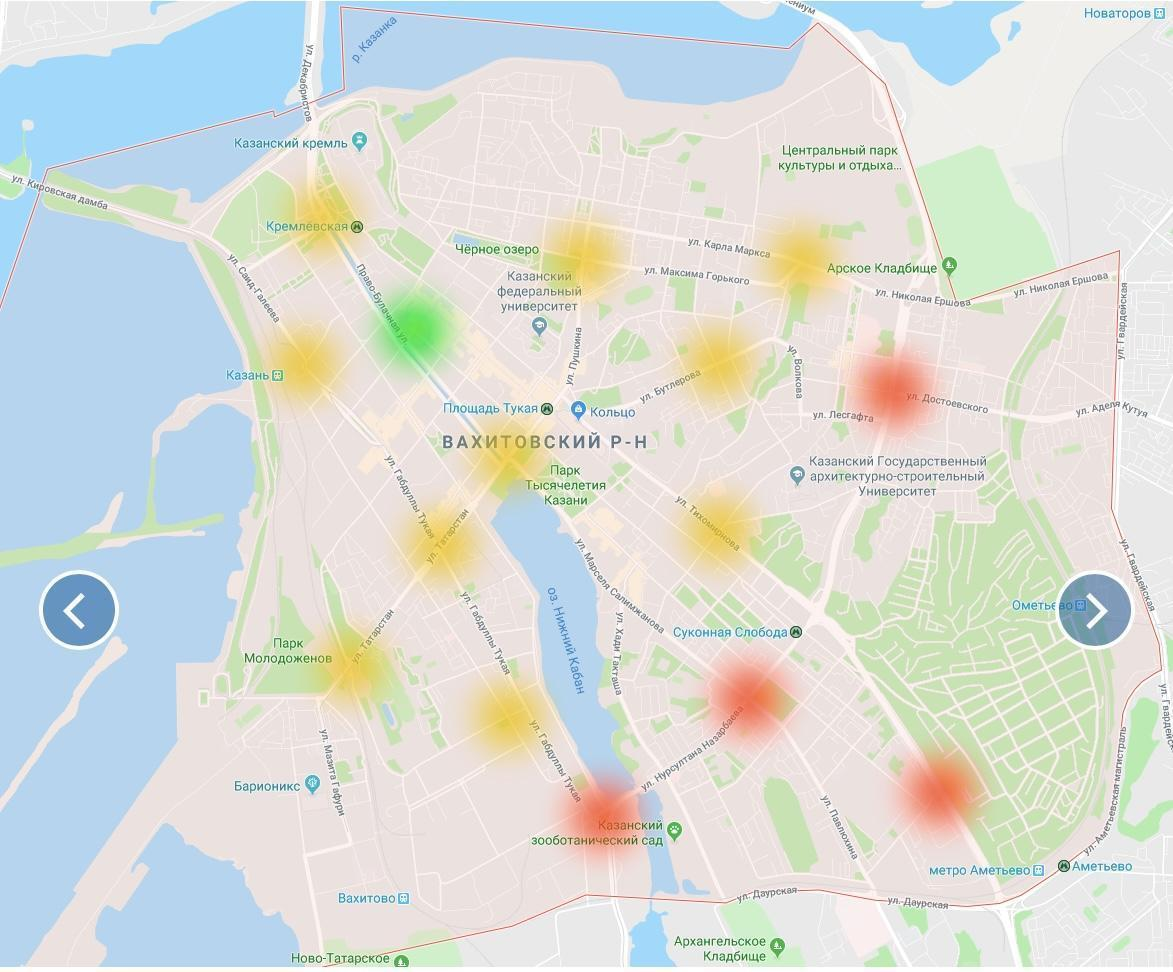 ениум
Новаторов
р. Казанка
ул. Декабристов
Казанский кремль
Центральный парк
культуры и отдыха...
ул. Кировская дамба
Кремлёвская
ул. Карла Маркса
Чёрное озеро
ул. Максима Горького
Арское Кладбище
Казанский
федеральный
университет
ул. Николая Ершова
ул. Николая Ершова
ул. Саид-Галеева
Право-Булачная ул.
ул. Гвардейская
ул. Пушкина
ул. Волкова
Казань
ул. Бутлерова
ул. Достоевского
Площадь Тукая
Кольцо
ул. Лесгафта
ул. Аделя Кутуя
ВАХИТОВСКИЙ Р-Н
Парк
Тысячелетия
Казани
Казанский Государственный
архитектурно-строительный
Университет
ул. Габдуллы Тукая
ул. Татарстан
ул. Тихомирнова
ул. Марселя Салимжанова
ул. Гвардейская
оз. Нижний Кабан
ул. Габдуллы Тукая
ул. Хади Такташа
Ометьево
Суконная Слобода
Парк
Молодоженов
ул. Татарстан
ул. Гвардейс
ул. Нурсултана Назарбаева
ул. Габдуллы Тукая
ул. Мазита Гафури
Барионикс
Казанский
зооботанический сад
ул. Павлюхина
ул. Аметьевская магистраль
метро Аметьево
Аметьево
Вахитово
ул. Даурская
ул. Даурская
Архангельское
Кладбище
Ново-Татарское